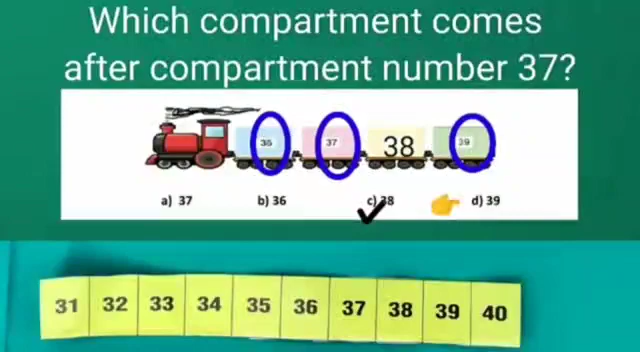 Which compartment comes
after compartment number 37?
37 38 39
a) 37 b) 36 c) 38 d) 39
31 32 33 34 35 36 37 38 39 40